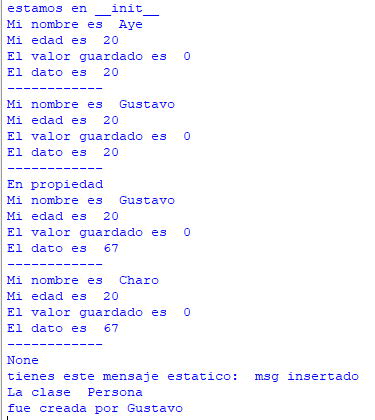 estamos en __init__
Mi nombre es  Aye
Mi edad es  20
El valor guardado es  0
El dato es  20
------------
Mi nombre es  Gustavo
Mi edad es  20
El valor guardado es  0
El dato es  20
------------
En propiedad
Mi nombre es  Gustavo
Mi edad es  20
El valor guardado es  0
El dato es  67
------------
Mi nombre es  Charo
Mi edad es  20
El valor guardado es  0
El dato es  67
------------
None
tienes este mensaje estatico:  msg insertado
La clase  Persona
fue creada por Gustavo